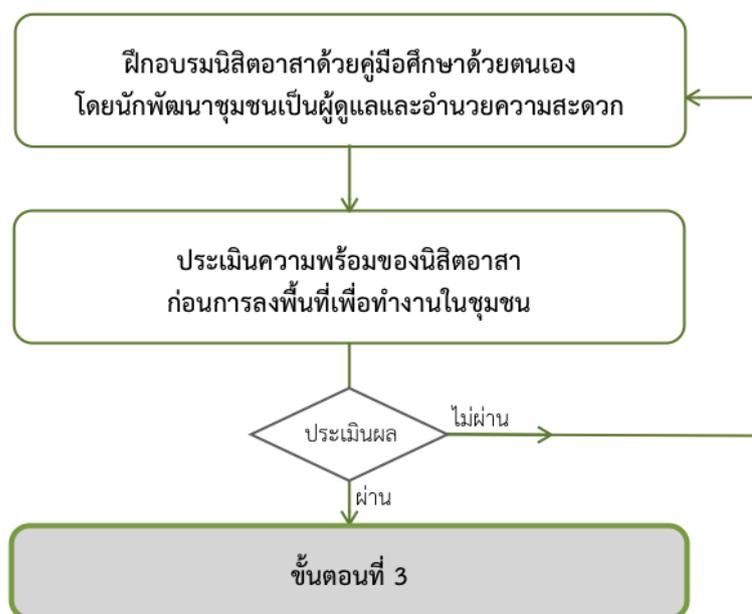 ฝึกอบรมนิสิตอาสาด้วยคู่มือศึกษาด้วยตนเอง
โดยนักพัฒนาชุมชนเป็นผู้ดูแลและอำนวยความสะดวก
ประเมินความพร้อมของนิสิตอาสา
ก่อนการลงพื้นที่เพื่อทำงานในชุมชน
ประเมินผล
ไม่ผ่าน
ผ่าน
ขั้นตอนที่ 3